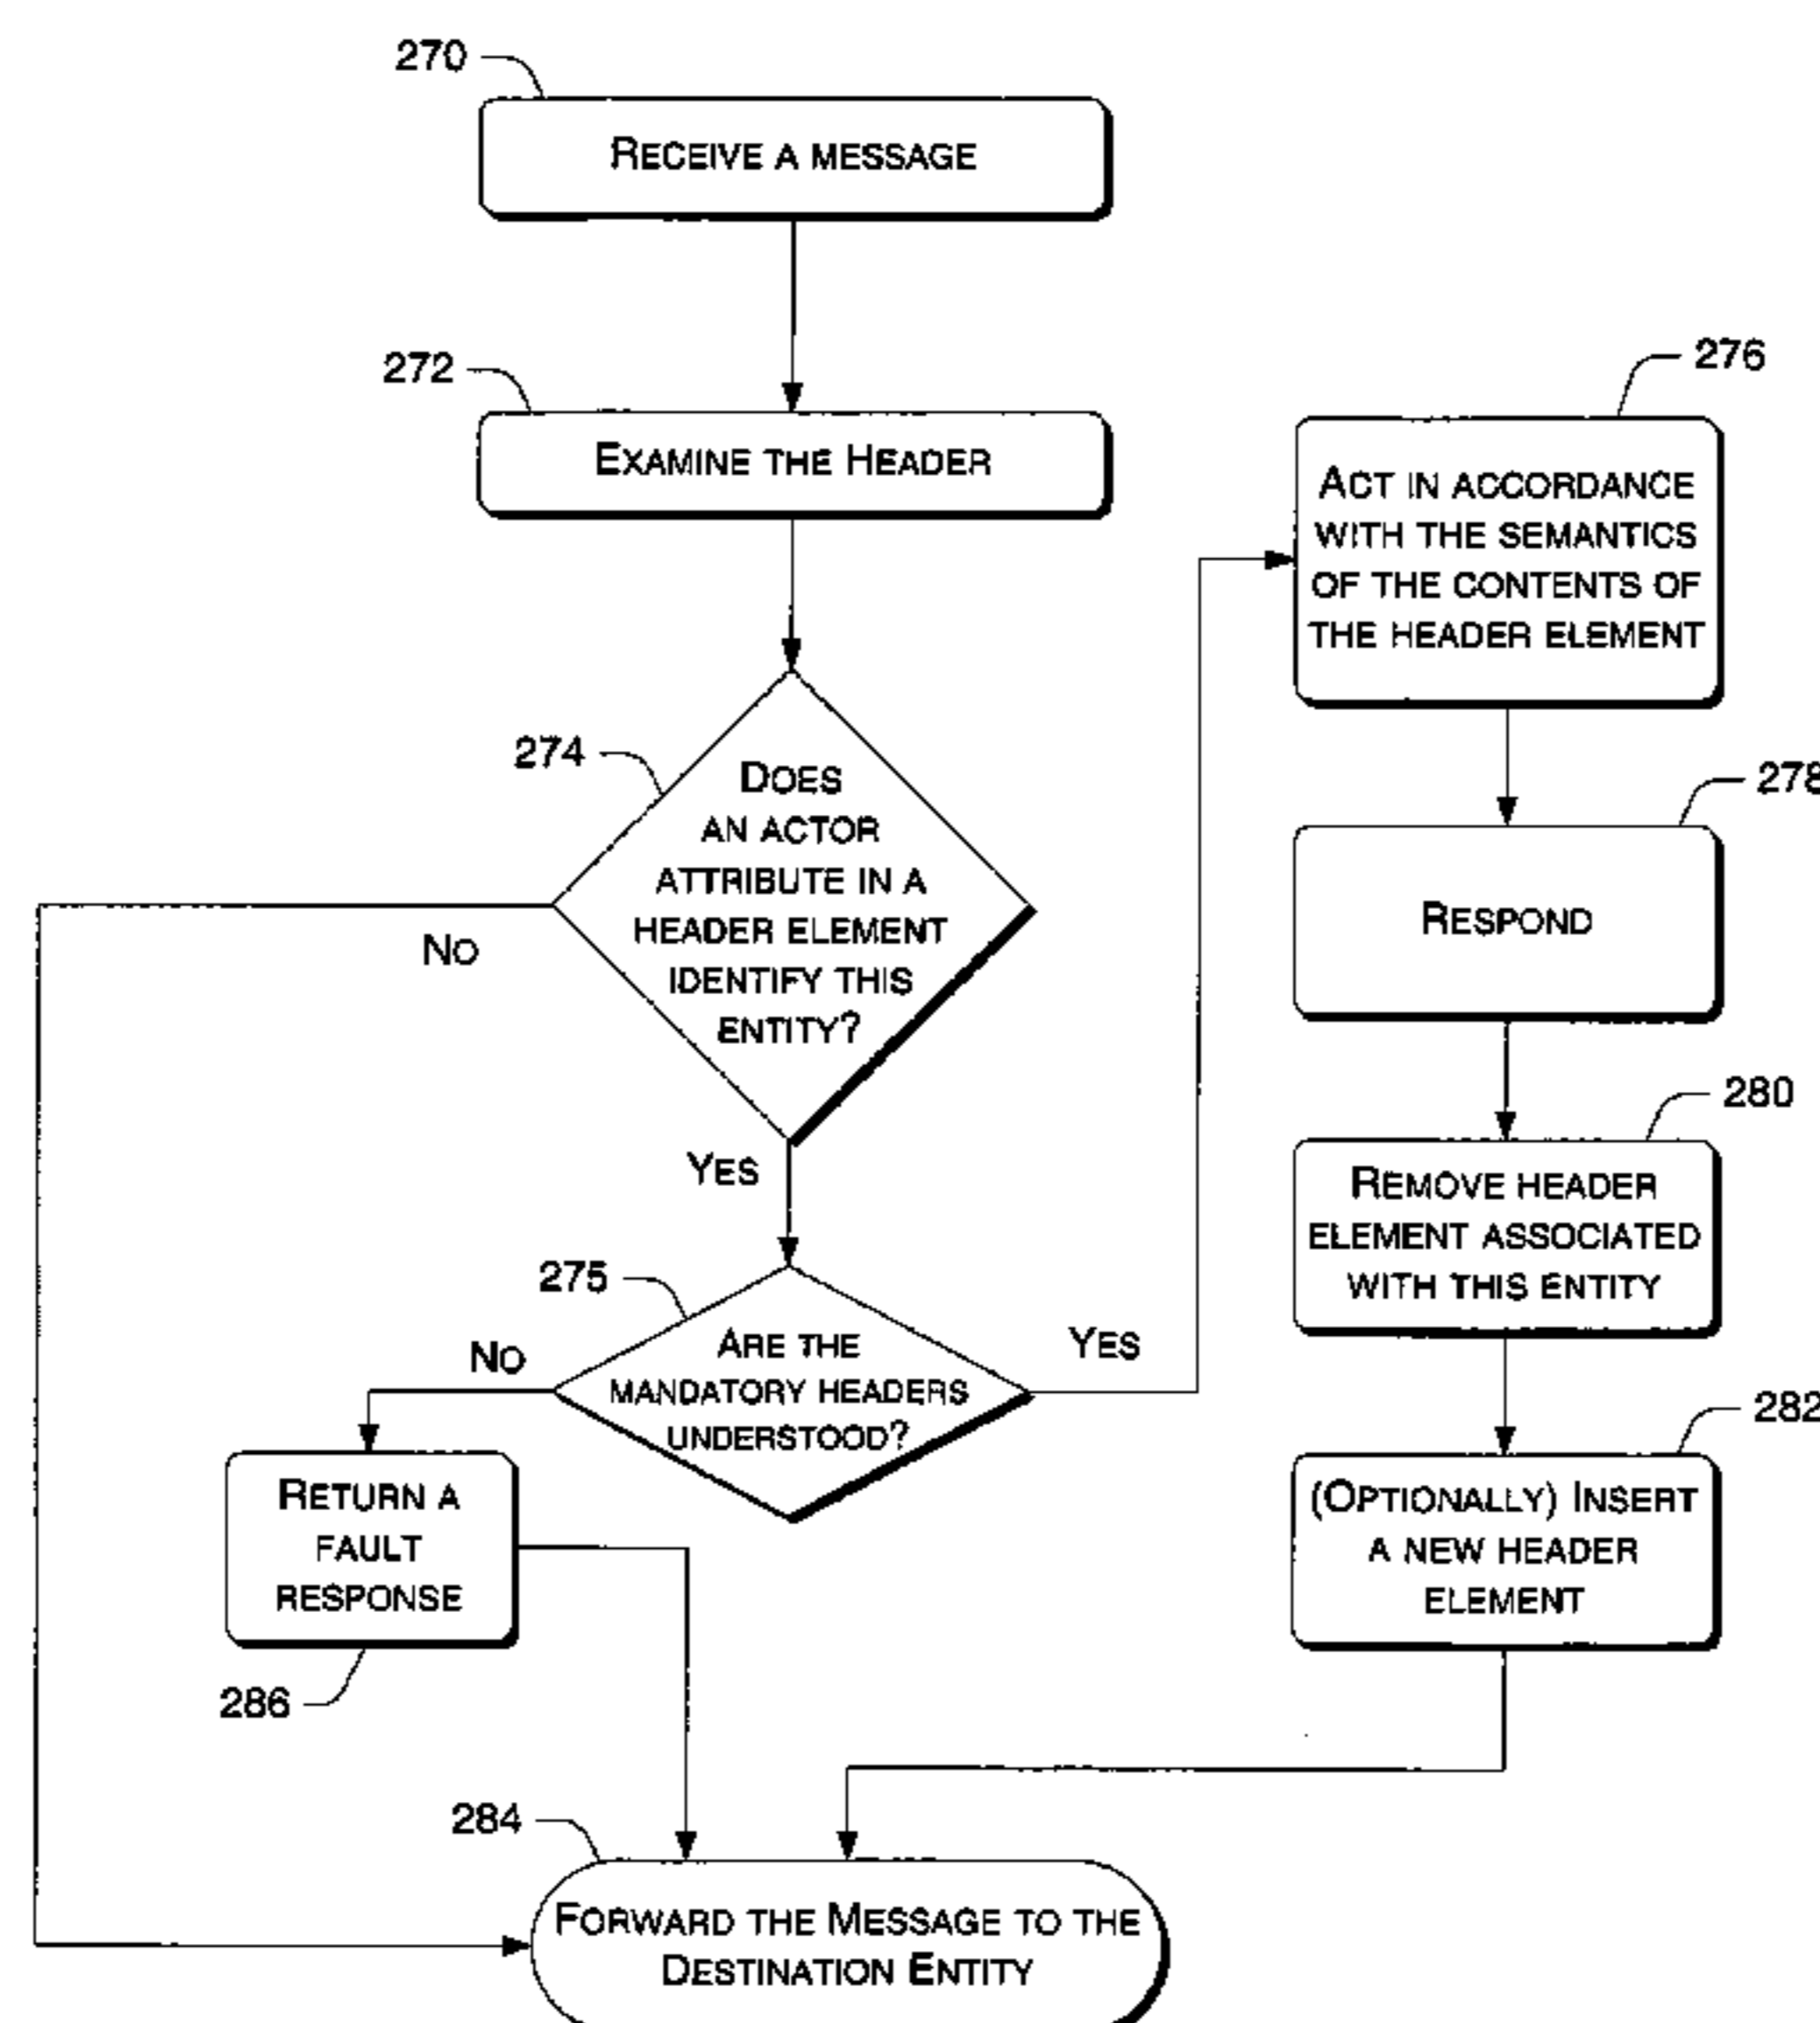 270
RECEIVE A MESSAGE
272
EXAMINE THE HEADER
274
DOES
AN ACTOR
ATTRIBUTE IN A
HEADER ELEMENT
IDENTIFY THIS
ENTITY?
NO
YES
275
ARE THE
MANDATORY HEADERS
UNDERSTOOD?
NO
YES
RETURN A
FAULT
RESPONSE
286
276
ACT IN ACCORDANCE
WITH THE SEMANTICS
OF THE CONTENTS OF
THE HEADER ELEMENT
278
RESPOND
280
REMOVE HEADER
ELEMENT ASSOCIATED
WITH THIS ENTITY
282
(OPTIONALLY) INSERT
A NEW HEADER
ELEMENT
284
FORWARD THE MESSAGE TO THE
DESTINATION ENTITY